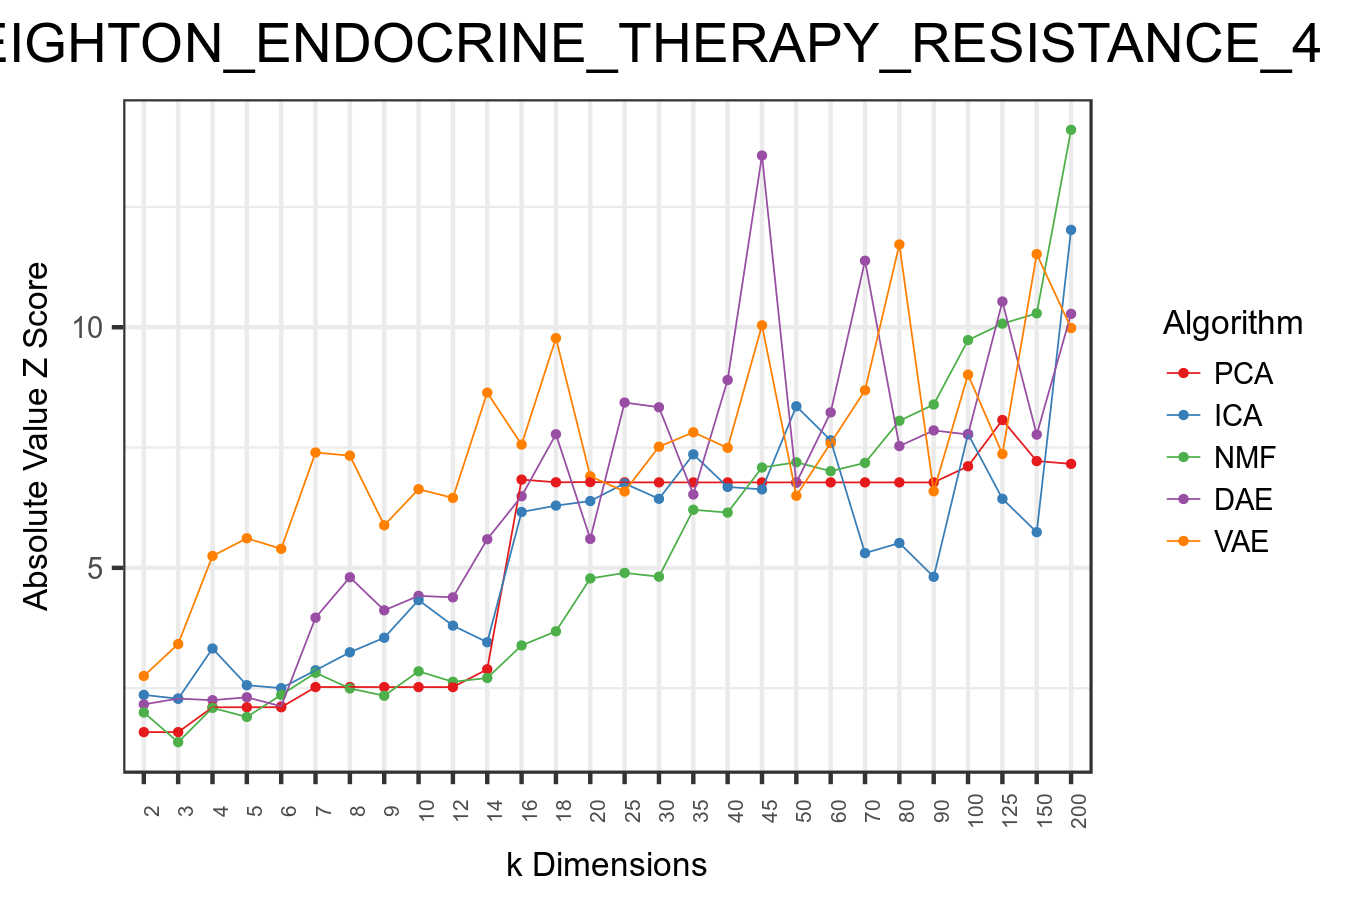 EIGHTON_ENDOCRINE_THERAPY_RESISTANCE_4
Absolute Value Z Score
10
5
2 3 4 5 6 7 8 9 10 12 14 16 18 20 25 30 35 40 45 50 60 70 80 90 100 125 150 200
k Dimensions
Algorithm
PCA
ICA
NMF
DAE
VAE